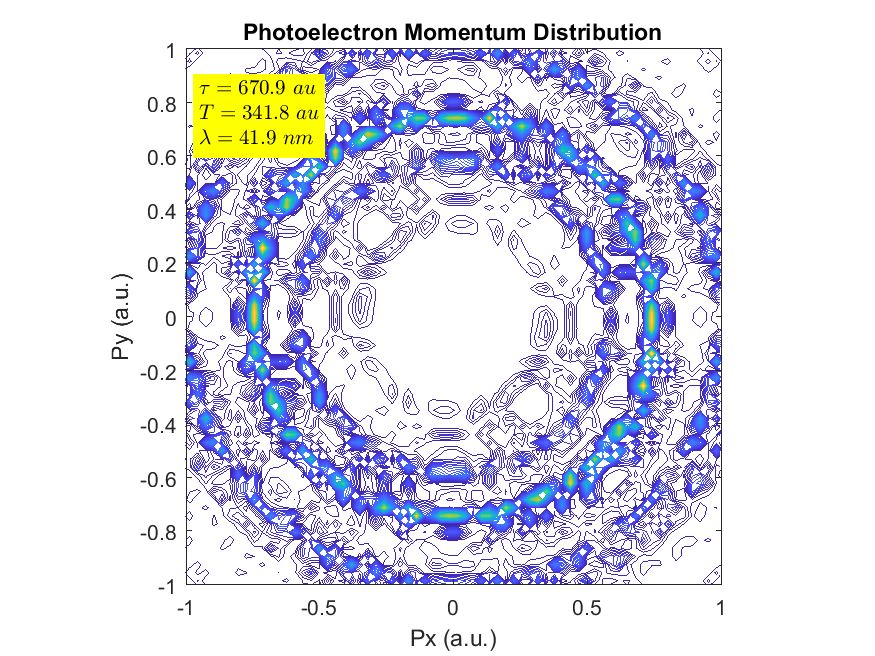 Photoelectron Momentum Distribution
τ = 670.9 au
T = 341.8 au
λ = 41.9 nm
1
0.8
0.6
0.4
0.2
0
-0.2
-0.4
-0.6
-0.8
-1
Py (a.u.)
-1 -0.5 0 0.5 1
Px (a.u.)